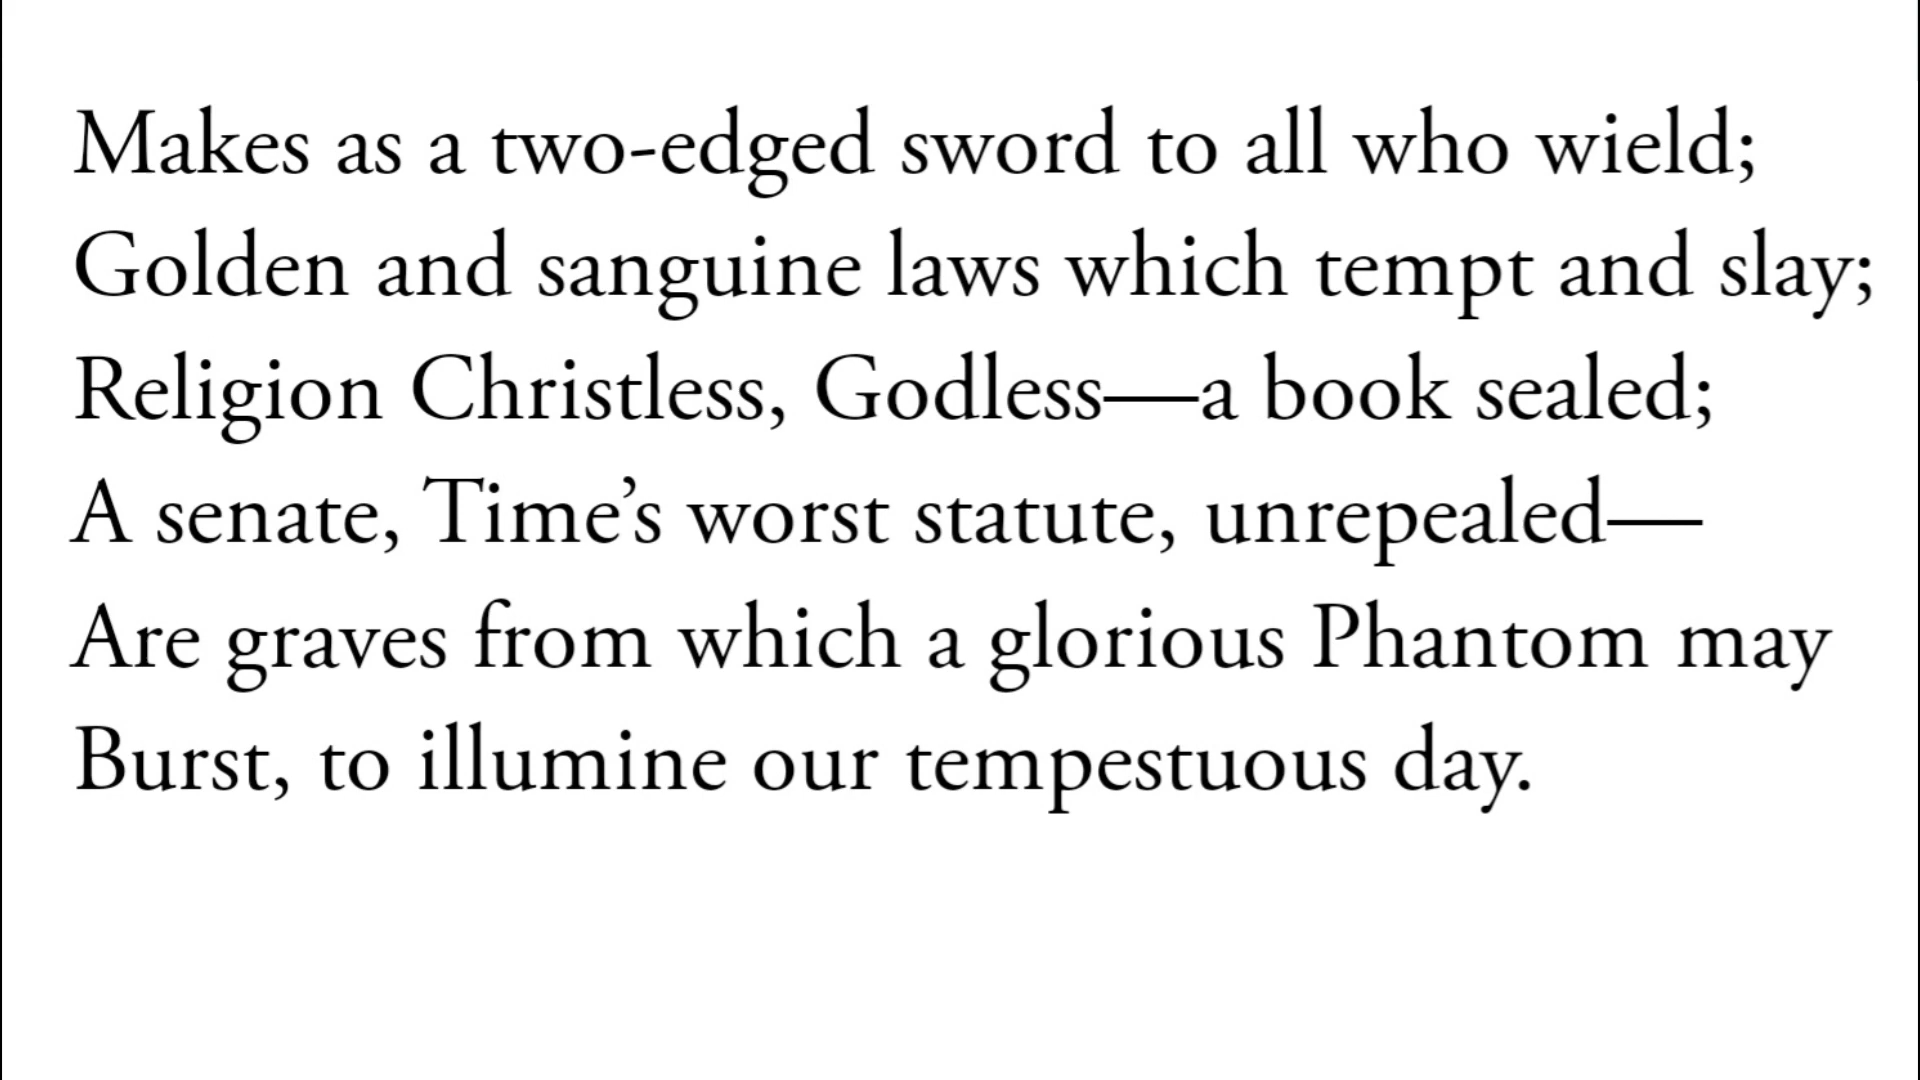 Makes as a two-edged sword to all who wield;
Golden and sanguine laws which tempt and slay;
Religion Christless, Godless—a book sealed;
A senate, Time’s worst statute, unrepealed—
Are graves from which a glorious Phantom may
Burst, to illumine our tempestuous day.